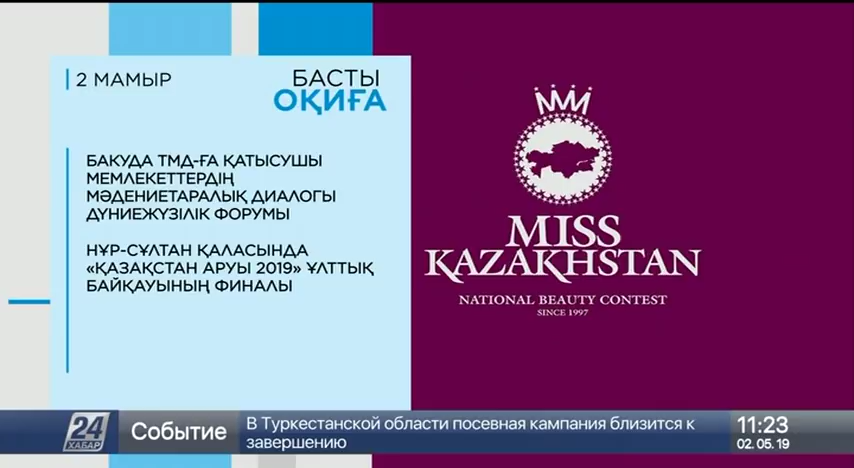 2 МАМЫР
БАСТЫ
ОҚИҒА
БАКУДА ТМД-ҒА ҚАТЫСУШЫ
МЕМЛЕКЕТТЕРДІҢ
МӘДЕНИЕТАРАЛЫҚ ДИАЛОГЫ
ДҮНИЕЖҮЗІЛІК ФОРУМЫ
НҰР-СҰЛТАН ҚАЛАСЫНДА
«ҚАЗАҚСТАН АРУЫ 2019» ҰЛТТЫҚ
БАЙҚАУЫНЫҢ ФИНАЛЫ
MISS
KAZAKHSTAN
NATIONAL BEAUTY CONTEST
SINCE 1997
24
ХАБАР
Событие
В Туркестанской области посевная кампания близится к
завершению
11:23
02.05.19